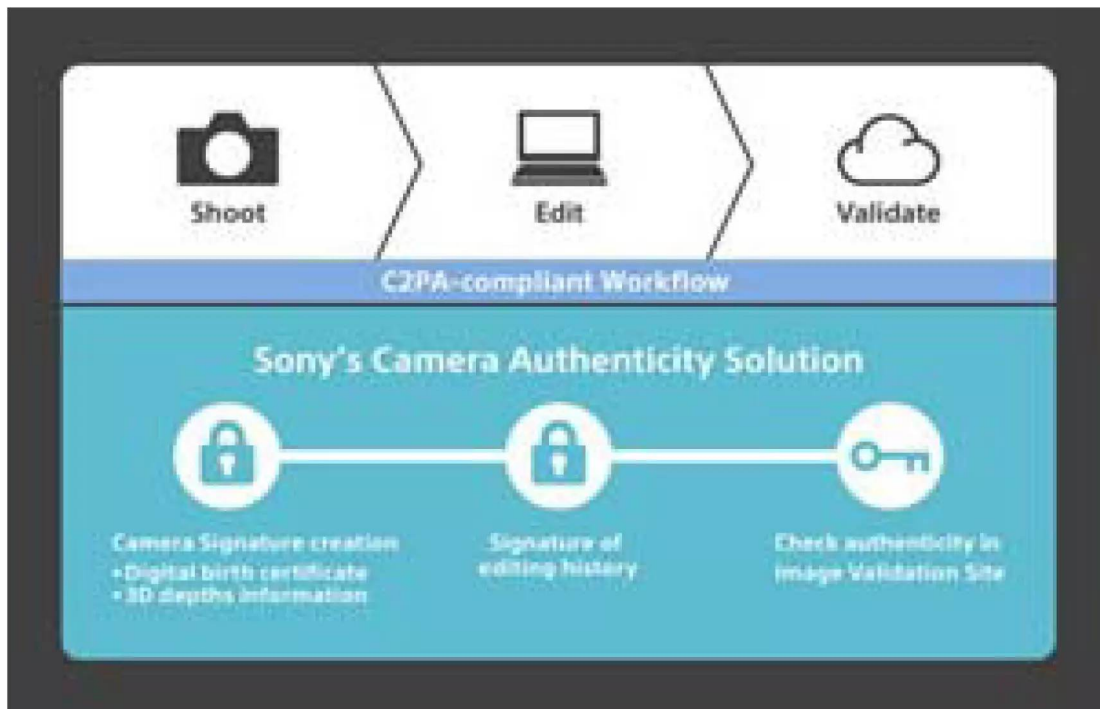 Shoot
Edit
Validate
C2PA-compliant Workflow
Sony's Camera Authenticity Solution
Camera Signature creation
•Digital birth certificate
•3D depths information
Signature of
editing history
Check authenticity in
Image Validation Site